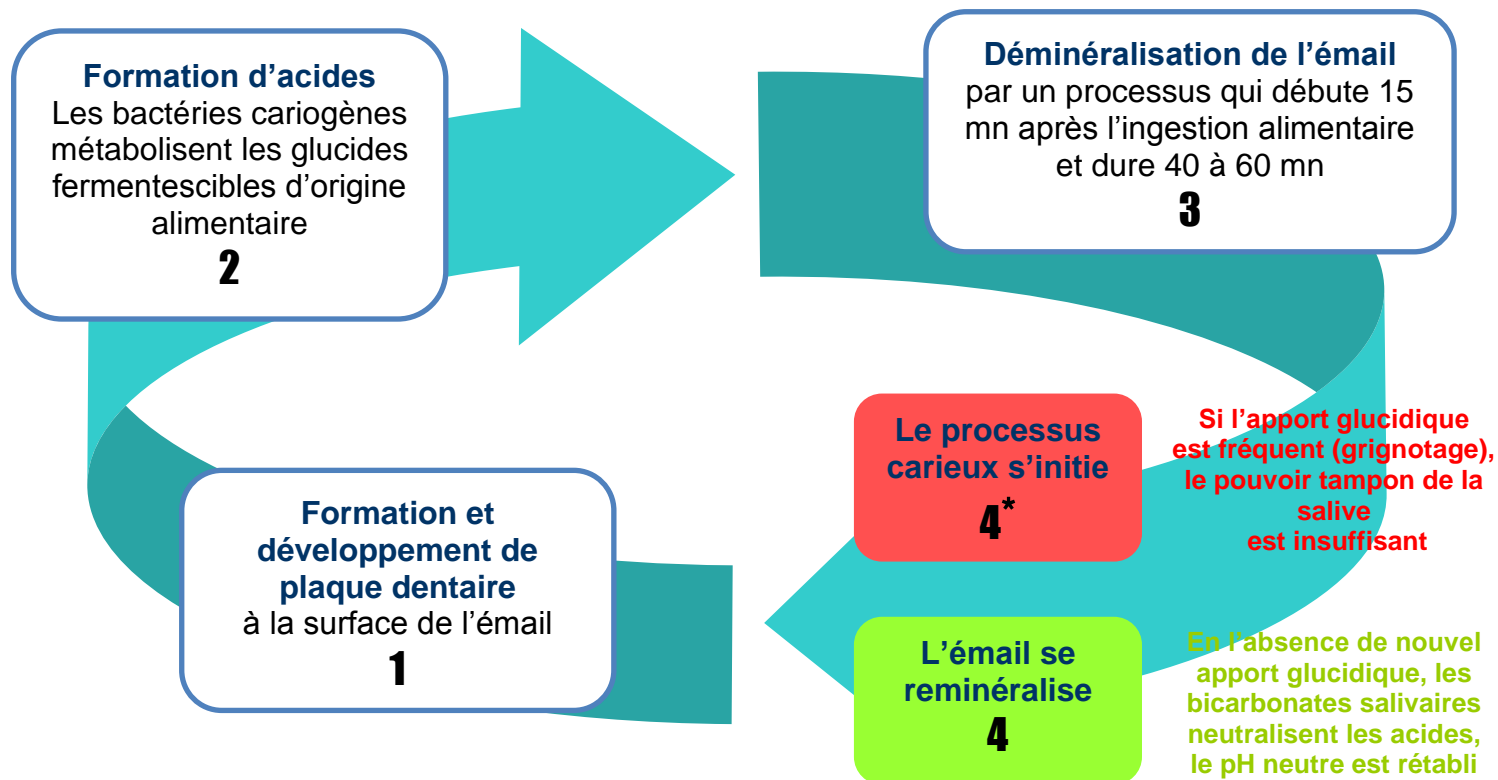 Formation d’acides
Les bactéries cariogènes
métabolisent les glucides
fermentescibles d’origine
alimentaire
2
Déminéralisation de l’émail
par un processus qui débute 15
mn après l’ingestion alimentaire
et dure 40 à 60 mn
3
Le processus
carieux s’initie
4*
Si l’apport glucidique
est fréquent (grignotage),
le pouvoir tampon de la
salive
est insuffisant
Formation et
développement de
plaque dentaire
à la surface de l’émail
1
L’émail se
reminéralise
4
En l’absence de nouvel
apport glucidique, les
bicarbonates salivaires
neutralisent les acides,
le pH neutre est rétabli